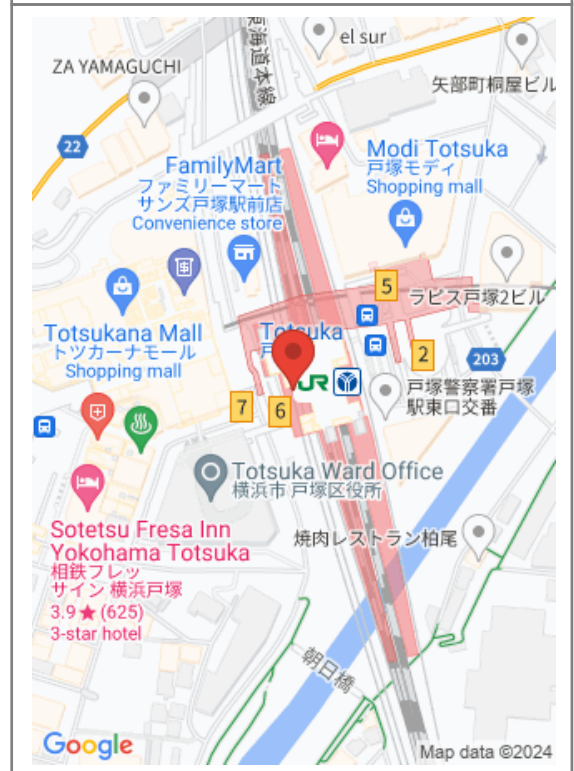 el sur
東海道本線
ZA YAMAGUCHI
矢部町桐屋ビル
22
Modi Totsuka
戸塚モディ
Shopping mall
FamilyMart
ファミリーマート
サンズ戸塚駅前店
Convenience store
5
ラピス戸塚2ビル
Totsukana Mall
トツカーナモール
Shopping mall
Totsuka
戸
2
203
JR
戸塚警察署戸塚
駅東口交番
7
6
Totsuka Ward Office
横浜市 戸塚区役所
Sotetsu Fresa Inn
Yokohama Totsuka
相鉄フレッ
サイン 横浜戸塚
3.9★(625)
3-star hotel
焼肉レストラン柏尾
朝日橋
Google
Map data ©2024